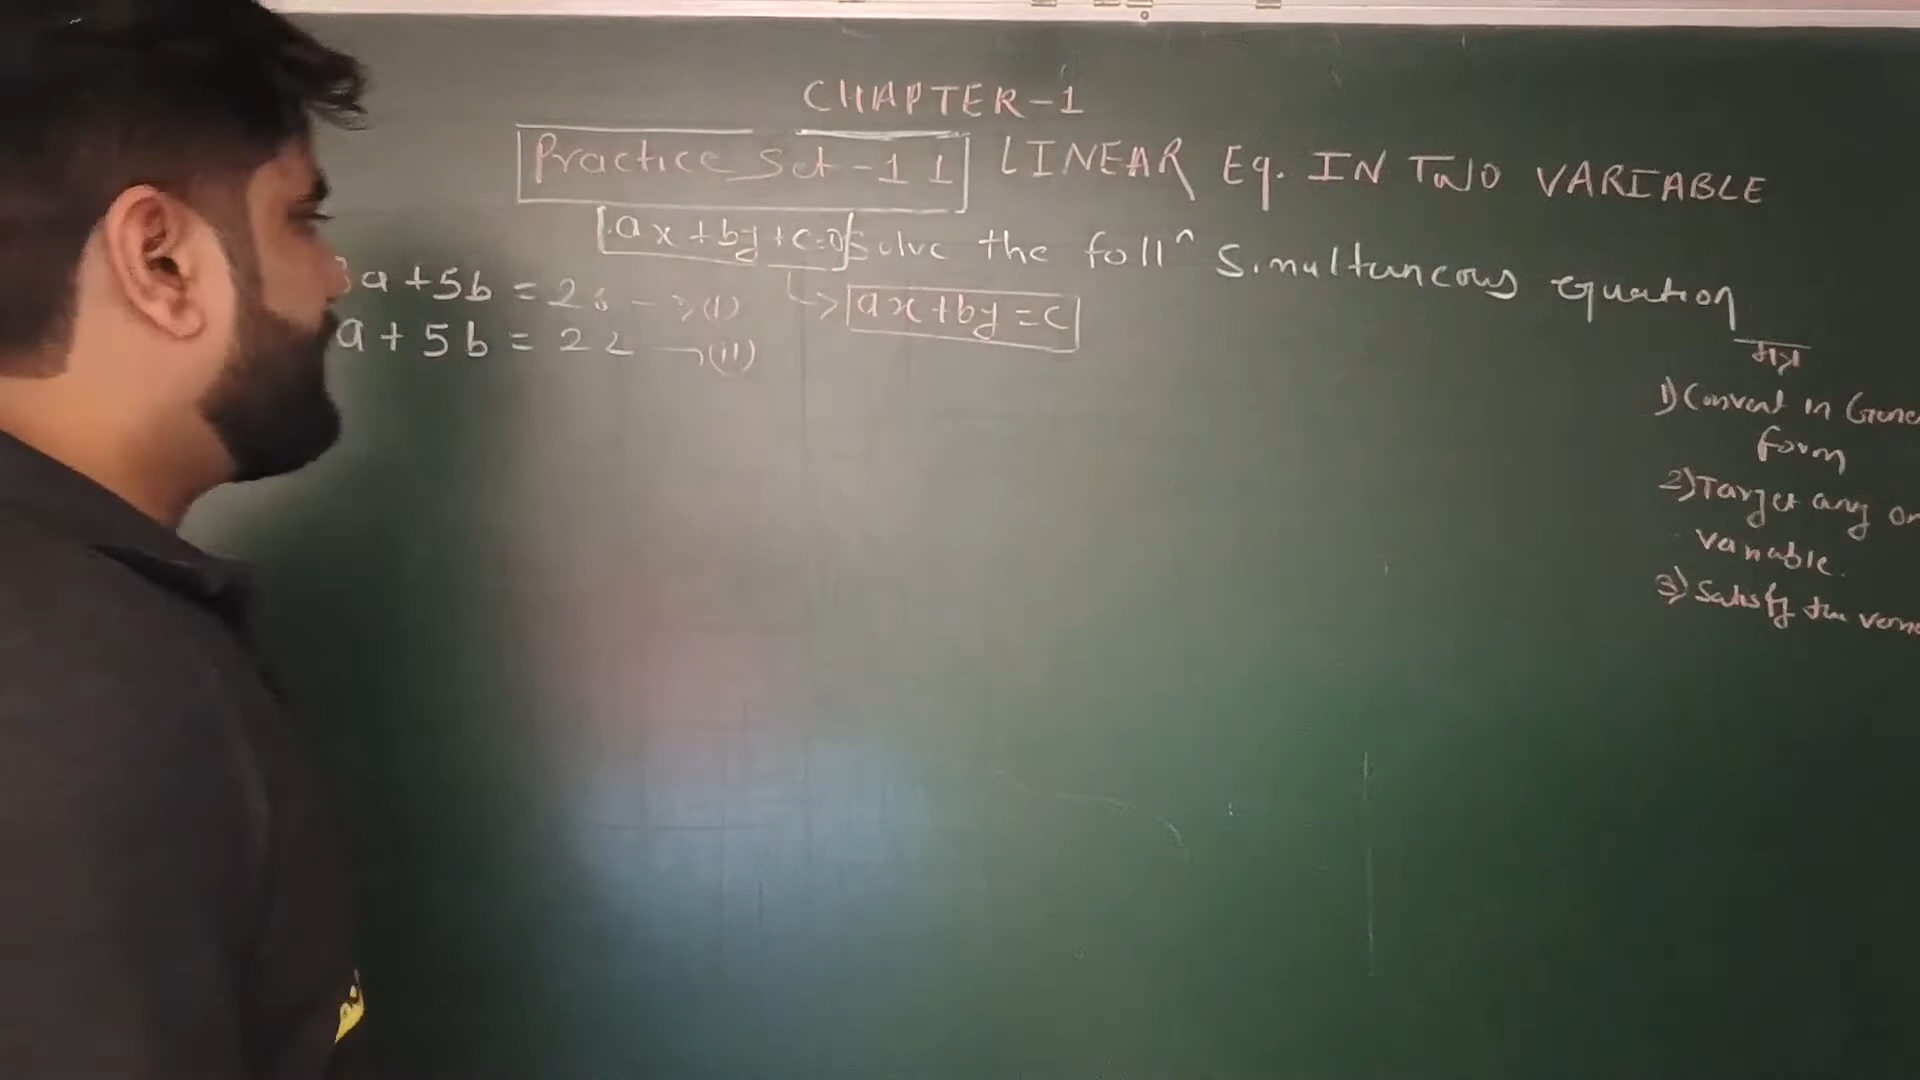 CHAPTER-1
Practice Set-1 1 LINEAR Eq. IN TWO VARIABLE
ax+by+c=0 Solve the foll^ Simultaneous equation
3a+5b=26 →(I)
→ ax+by=c
a+5b=22 →(II)
1) Convert in
form
2) Target any
variable.
3) Satisfy the